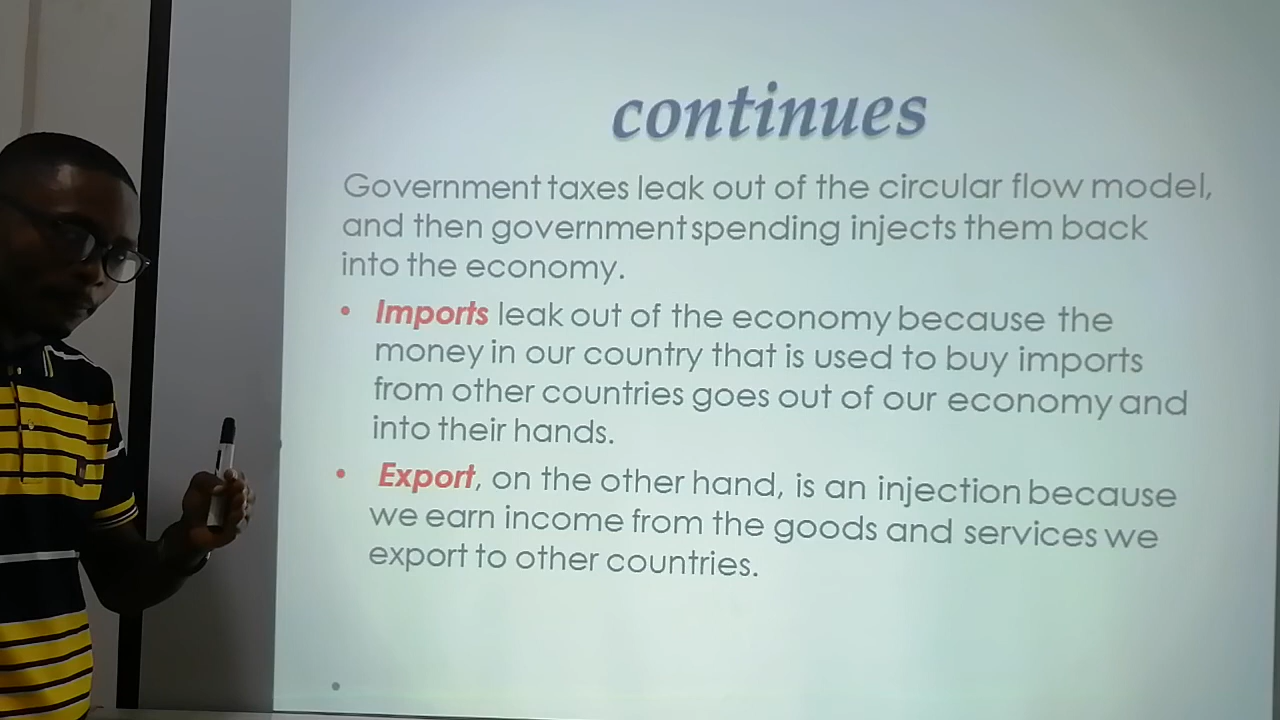 continues
Government taxes leak out of the circular flow model,
and then government spending injects them back
into the economy.
• Imports leak out of the economy because the
money in our country that is used to buy imports
from other countries goes out of our economy and
into their hands.
• Export, on the other hand, is an injection because
we earn income from the goods and services we
export to other countries.
•